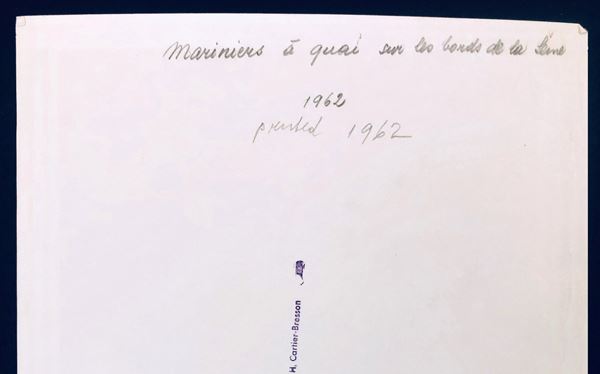 Mariniers à quai sur les bords de la Seine
1962
printed 1962
H. Cartier-Bresson